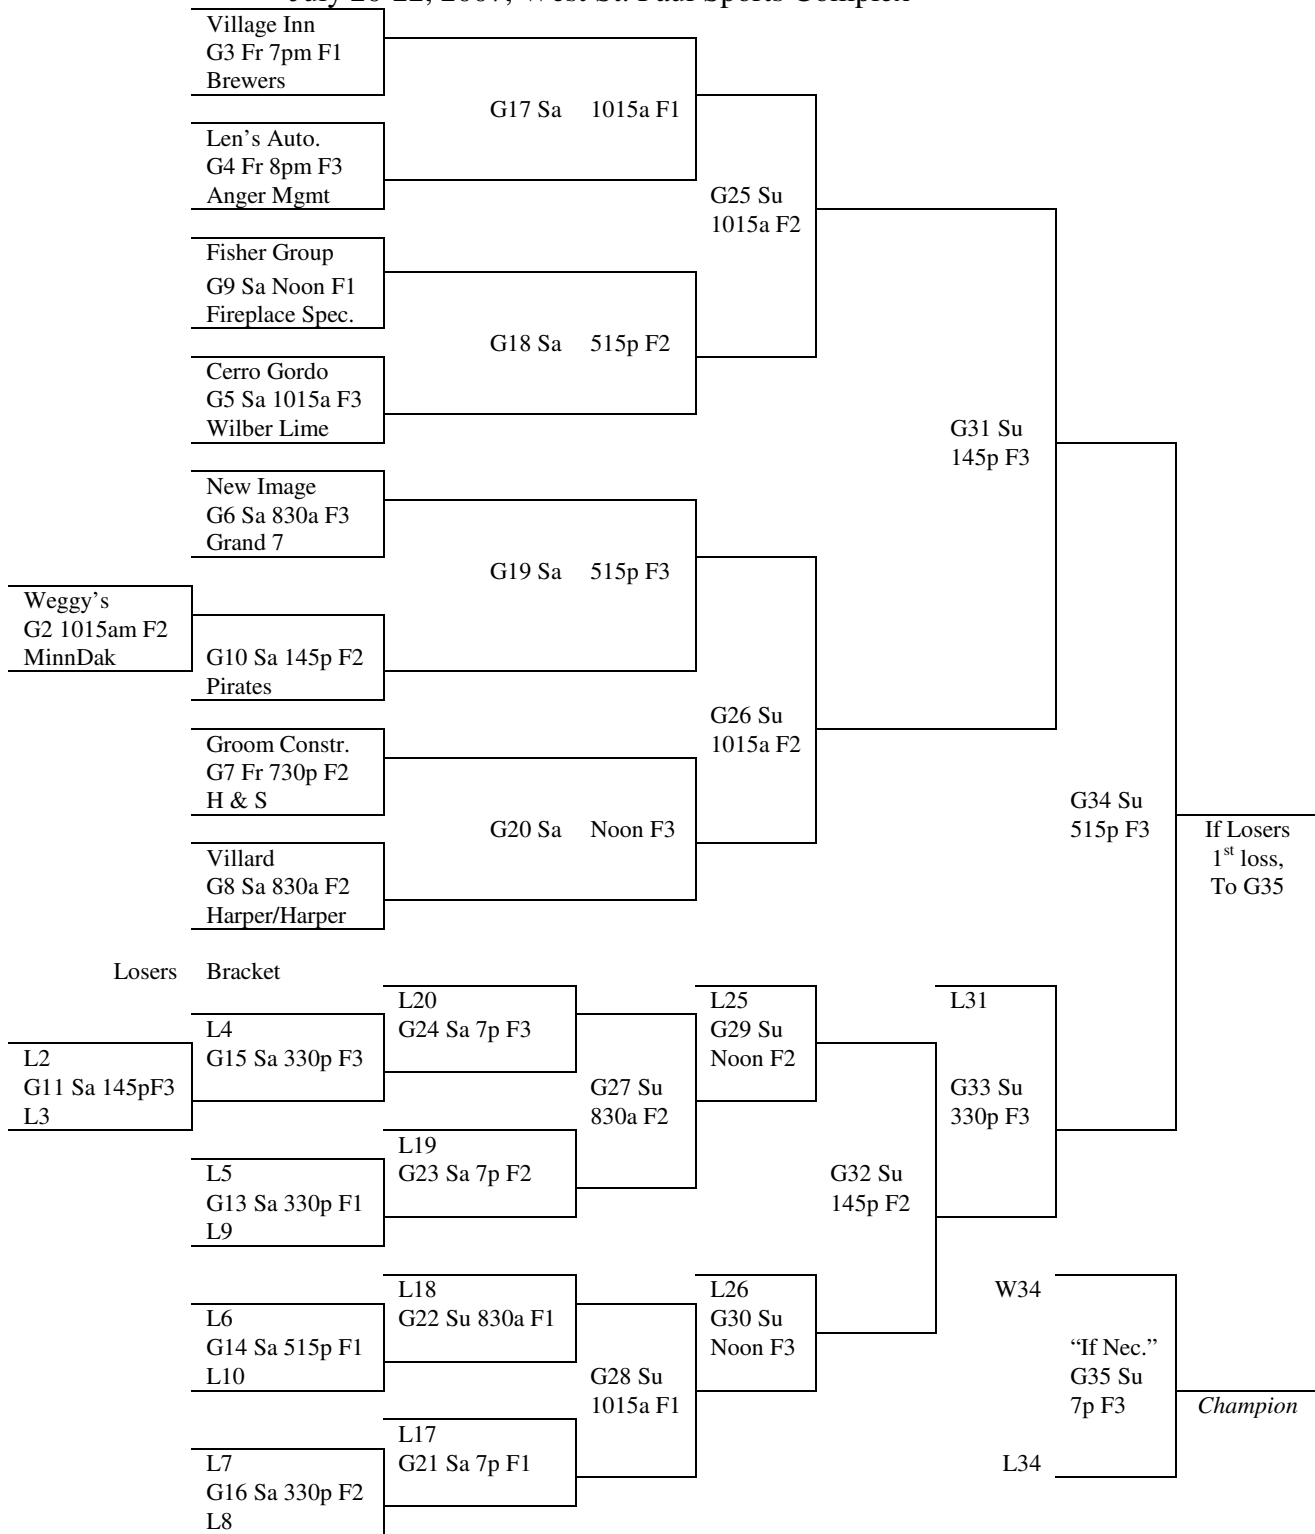 July 20-22, 2007, West St. Paul Sports Complex
Village Inn
G3 Fr 7pm F1
Brewers
G17 Sa 1015a F1
Len's Auto.
G4 Fr 8pm F3
Anger Mgmt
G25 Su
1015a F2
Fisher Group
G9 Sa Noon F1
Fireplace Spec.
G18 Sa 515p F2
Cerro Gordo
G5 Sa 1015a F3
Wilber Lime
G31 Su
145p F3
New Image
G6 Sa 830a F3
Grand 7
G19 Sa 515p F3
Weggy's
G2 1015am F2
MinnDak
G10 Sa 145p F2
Pirates
G26 Su
1015a F2
Groom Constr.
G7 Fr 730p F2
H & S
G34 Su
515p F3
G20 Sa Noon F3
If Losers
1st loss,
To G35
Villard
G8 Sa 830a F2
Harper/Harper
Losers Bracket
L20
G24 Sa 7p F3
L25
G29 Su
Noon F2
L31
L4
G15 Sa 330p F3
L2
G11 Sa 145pF3
L3
G27 Su
830a F2
G33 Su
330p F3
L19
G23 Sa 7p F2
L5
G13 Sa 330p F1
L9
G32 Su
145p F2
L18
G22 Su 830a F1
L26
G30 Su
Noon F3
W34
L6
G14 Sa 515p F1
L10
G28 Su
1015a F1
“If Nec.”
G35 Su
7p F3
Champion
L17
G21 Sa 7p F1
L7
G16 Sa 330p F2
L8
L34